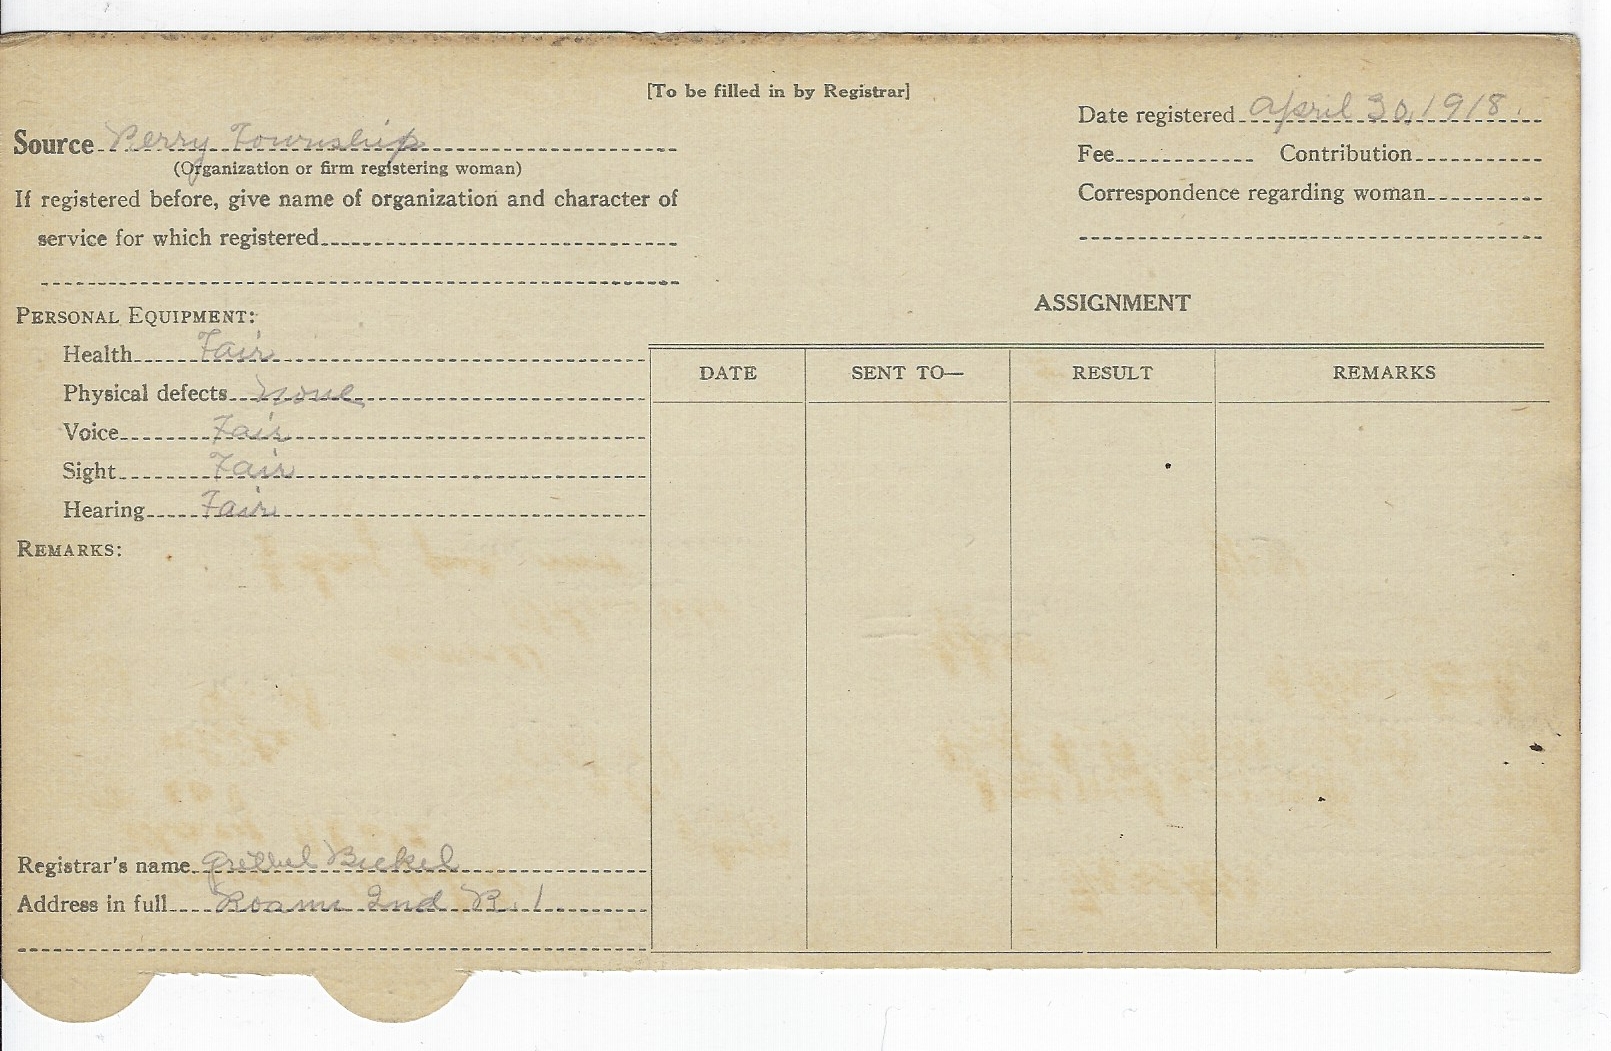 [To be filled in by Registrar]
Date registered April 30, 1918.
Source Perry Township
(Organization or firm registering woman)
Fee Contribution
If registered before, give name of organization and character of
service for which registered
Correspondence regarding woman
ASSIGNMENT
PERSONAL EQUIPMENT:
Health Fair
Physical defects none
Voice Fair
Sight Fair
Hearing Fair
REMARKS:
DATE SENT TO— RESULT REMARKS
Registrar's name Bickel
Address in full Roann Ind R. 1